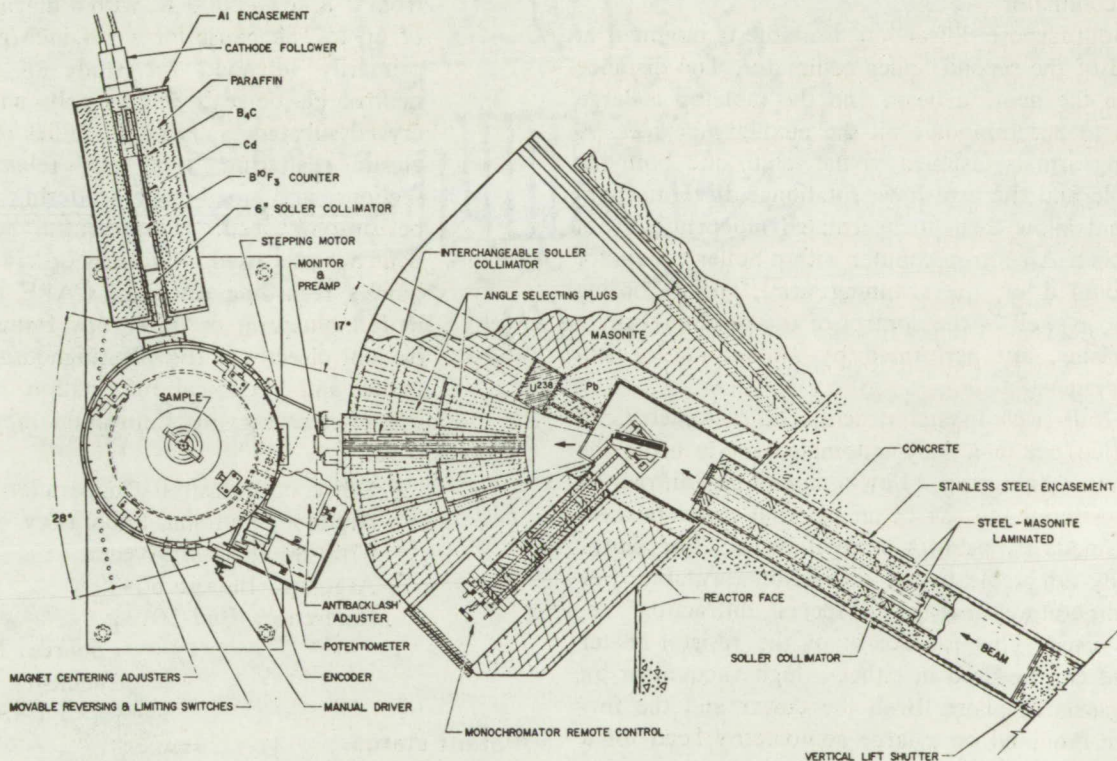 Al ENCASEMENT
CATHODE FOLLOWER
PARAFFIN
B₄C
Cd
B¹⁰F₃ COUNTER
6" SOLLER COLLIMATOR
STEPPING MOTOR
MONITOR
&
PREAMP
INTERCHANGEABLE SOLLER
COLLIMATOR
ANGLE SELECTING PLUGS
17"
MASONITE
U²³⁸
Pb
SAMPLE
CONCRETE
STAINLESS STEEL ENCASEMENT
STEEL-MASONITE
LAMINATED
28"
REACTOR FACE
ANTIBACKLASH
ADJUSTER
POTENTIOMETER
ENCODER
MANUAL DRIVER
MAGNET CENTERING ADJUSTERS
MOVABLE REVERSING & LIMITING SWITCHES
MONOCHROMATOR REMOTE CONTROL
SOLLER COLLIMATOR
BEAM
VERTICAL LIFT SHUTTER